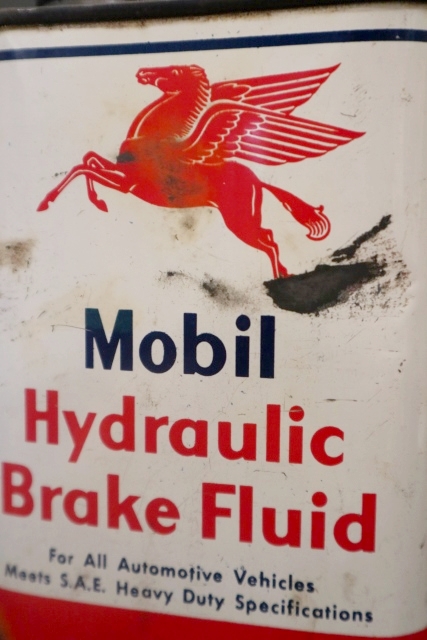 Mobil
Hydraulic
Brake Fluid
For All Automotive Vehicles
Meets S.A.E. Heavy Duty Specifications